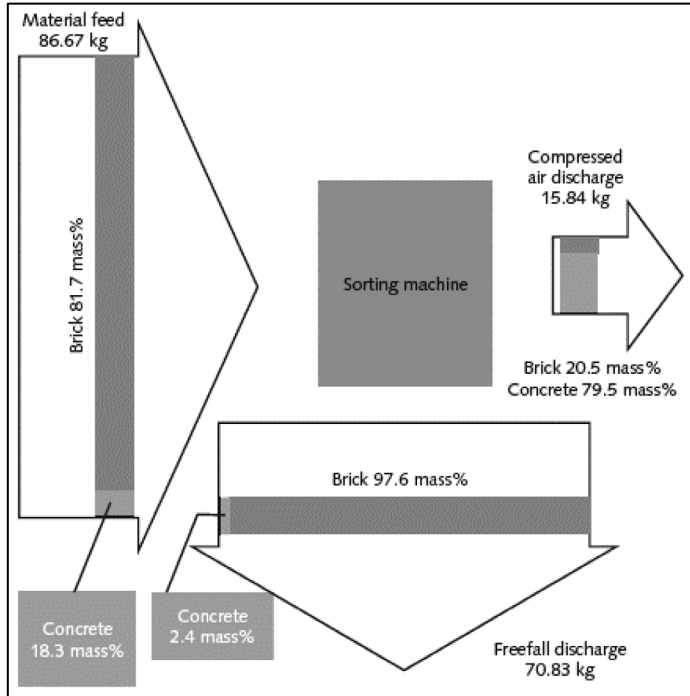 Material feed
86.67 kg
Brick 81.7 mass%
Sorting machine
Compressed
air discharge
15.84 kg
Brick 20.5 mass%
Concrete 79.5 mass%
Brick 97.6 mass%
Concrete
18.3 mass%
Concrete
2.4 mass%
Freefall discharge
70.83 kg